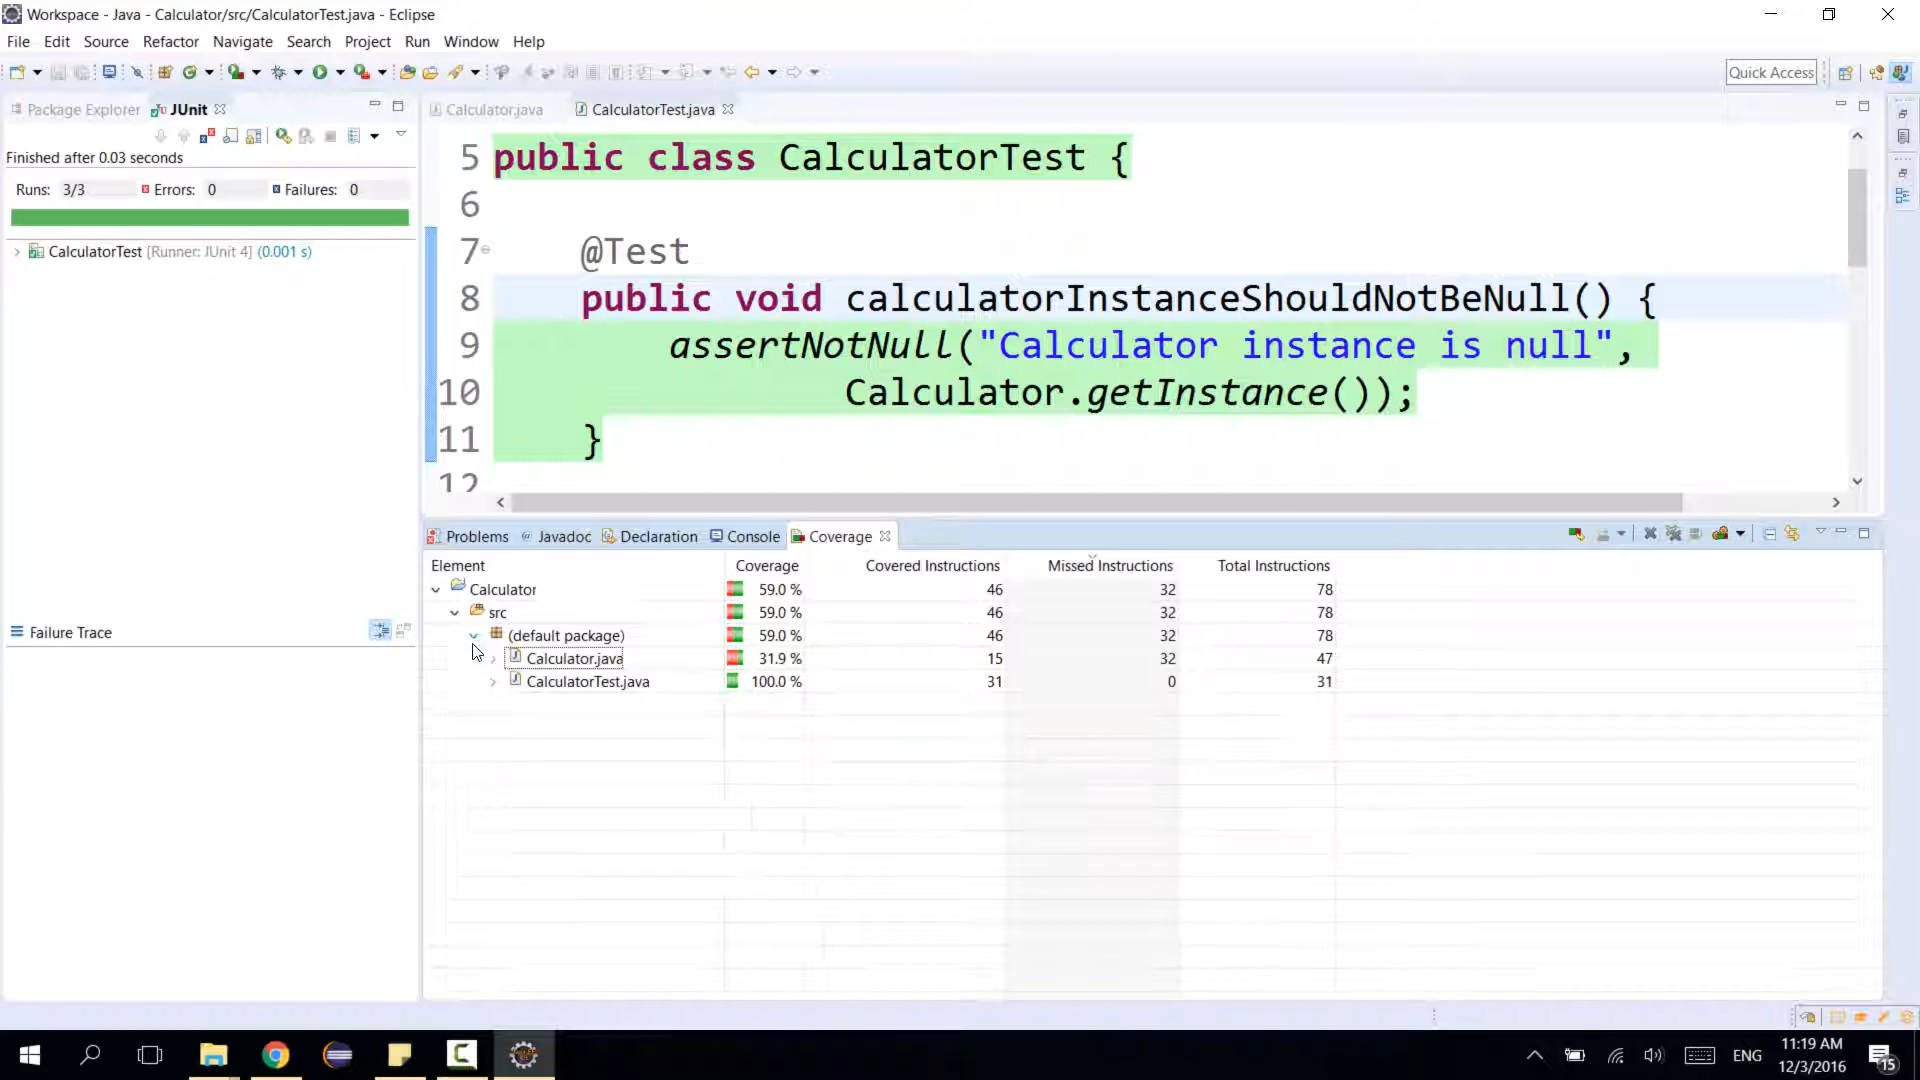 Workspace - Java - Calculator/src/CalculatorTest.java - Eclipse
File Edit Source Refactor Navigate Search Project Run Window Help
Quick Access
Package Explorer JUnit
Finished after 0.03 seconds
Runs: 3/3 Errors: 0 Failures: 0
CalculatorTest [Runner: JUnit 4] (0.001 s)
Failure Trace
Calculator.java CalculatorTest.java
5 public class CalculatorTest {
6
7 @Test
8 public void calculatorInstanceShouldNotBeNull() {
9 assertNotNull("Calculator instance is null",
10 Calculator.getInstance());
11 }
12
Problems Javadoc Declaration Console Coverage
Element Coverage Covered Instructions Missed Instructions Total Instructions
Calculator 59.0 % 46 32 78
src 59.0 % 46 32 78
(default package) 59.0 % 46 32 78
Calculator.java 31.9 % 15 32 47
CalculatorTest.java 100.0 % 31 0 31
ENG
11:19 AM
12/3/2016
15